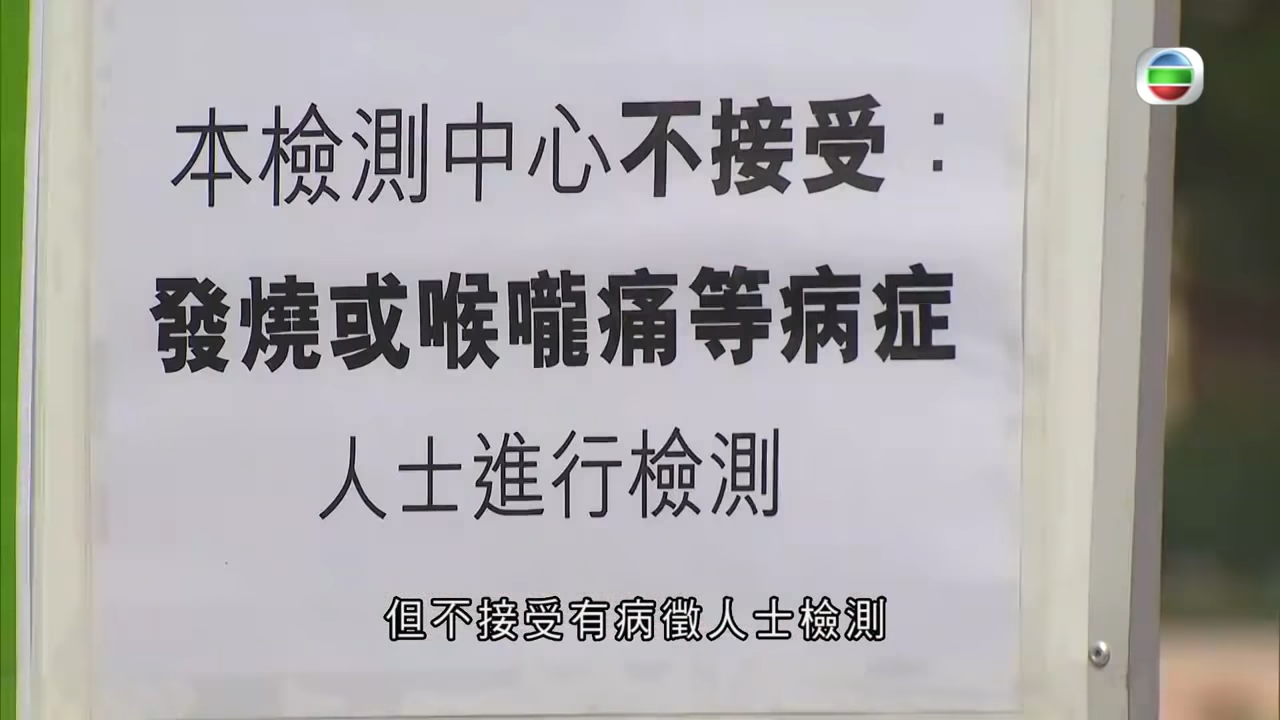 本檢測中心不接受：
發燒或喉嚨痛等病症
人士進行檢測
但不接受有病徵人士檢測